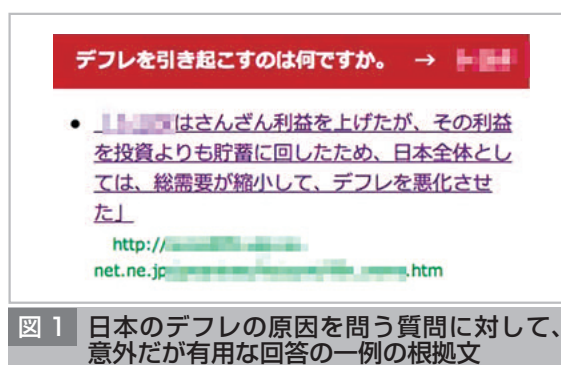 デフレを引き起こすのは何ですか。 →
• はさんざん利益を上げたが、その利益
を投資よりも貯蓄に回したため、日本全体とし
ては、総需要が縮小して、デフレを悪化させ
た」
http://
net.ne.jp .htm
図1 日本のデフレの原因を問う質問に対して、
意外だが有用な回答の一例の根拠文